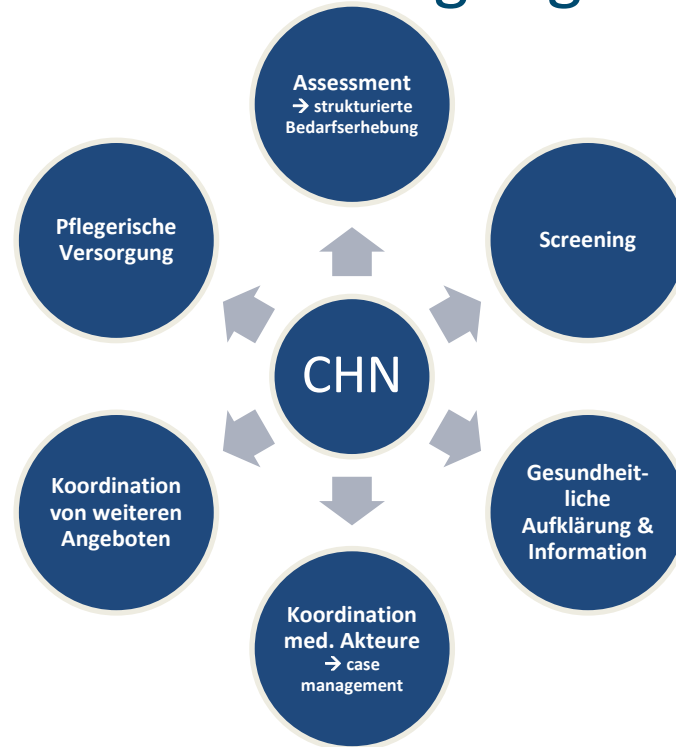 Assessment
→ strukturierte
Bedarfserhebung
Pflegerische
Versorgung
Screening
CHN
Koordination
von weiteren
Angeboten
Gesundheit-
liche
Aufklärung &
Information
Koordination
med. Akteure
→ case
management